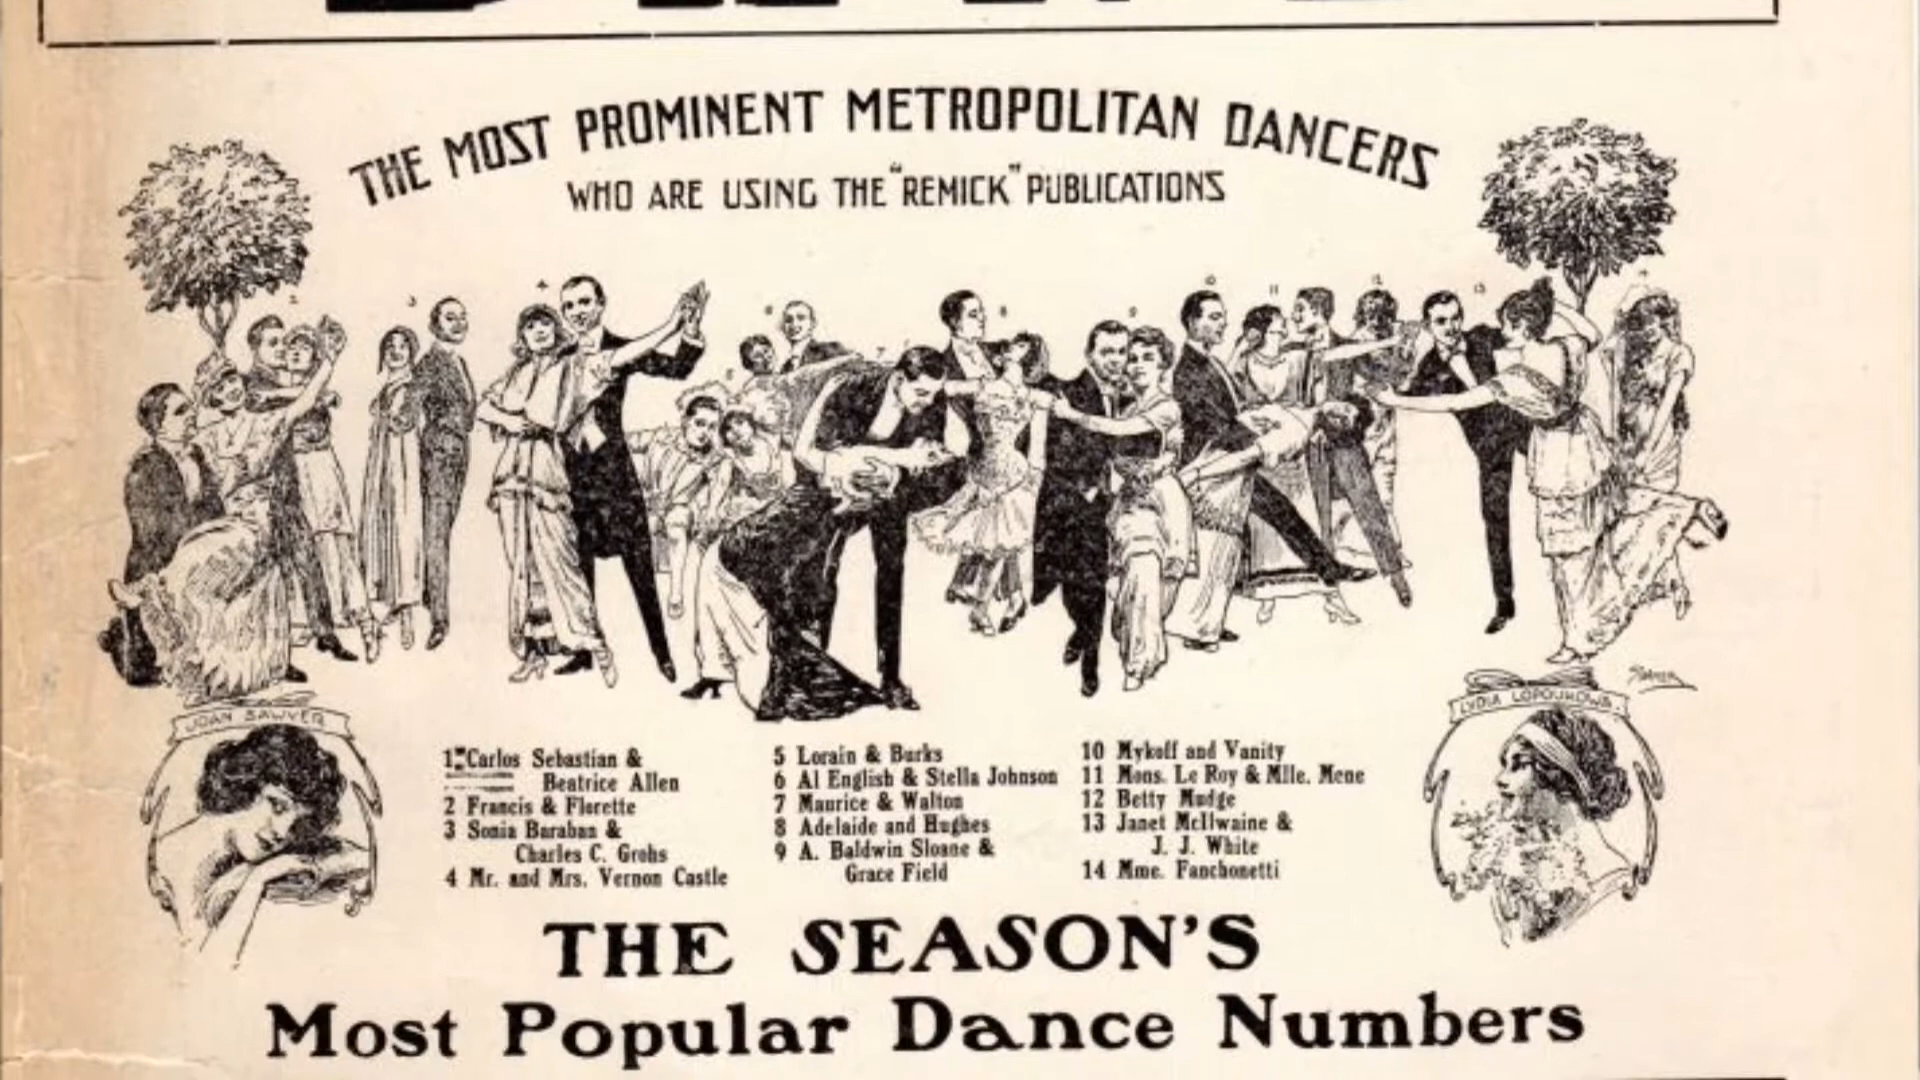 THE MOST PROMINENT METROPOLITAN DANCERS
WHO ARE USING THE "REMICK" PUBLICATIONS
JOAN SAWYER
LYDIA LOPOUKOWA.
1 Carlos Sebastian &
Beatrice Allen
2 Francis & Florette
3 Sonia Baraban &
Charles C. Grohs
4 Mr. and Mrs. Vernon Castle
5 Lorain & Burks
6 Al English & Stella Johnson
7 Maurice & Walton
8 Adelaide and Hughes
9 A. Baldwin Sloane &
Grace Field
10 Mykoff and Vanity
11 Mons. Le Roy & Mlle. Mene
12 Betty Mudge
13 Janet McIlwaine &
J. J. White
14 Mme. Fanchonetti
THE SEASON'S
Most Popular Dance Numbers